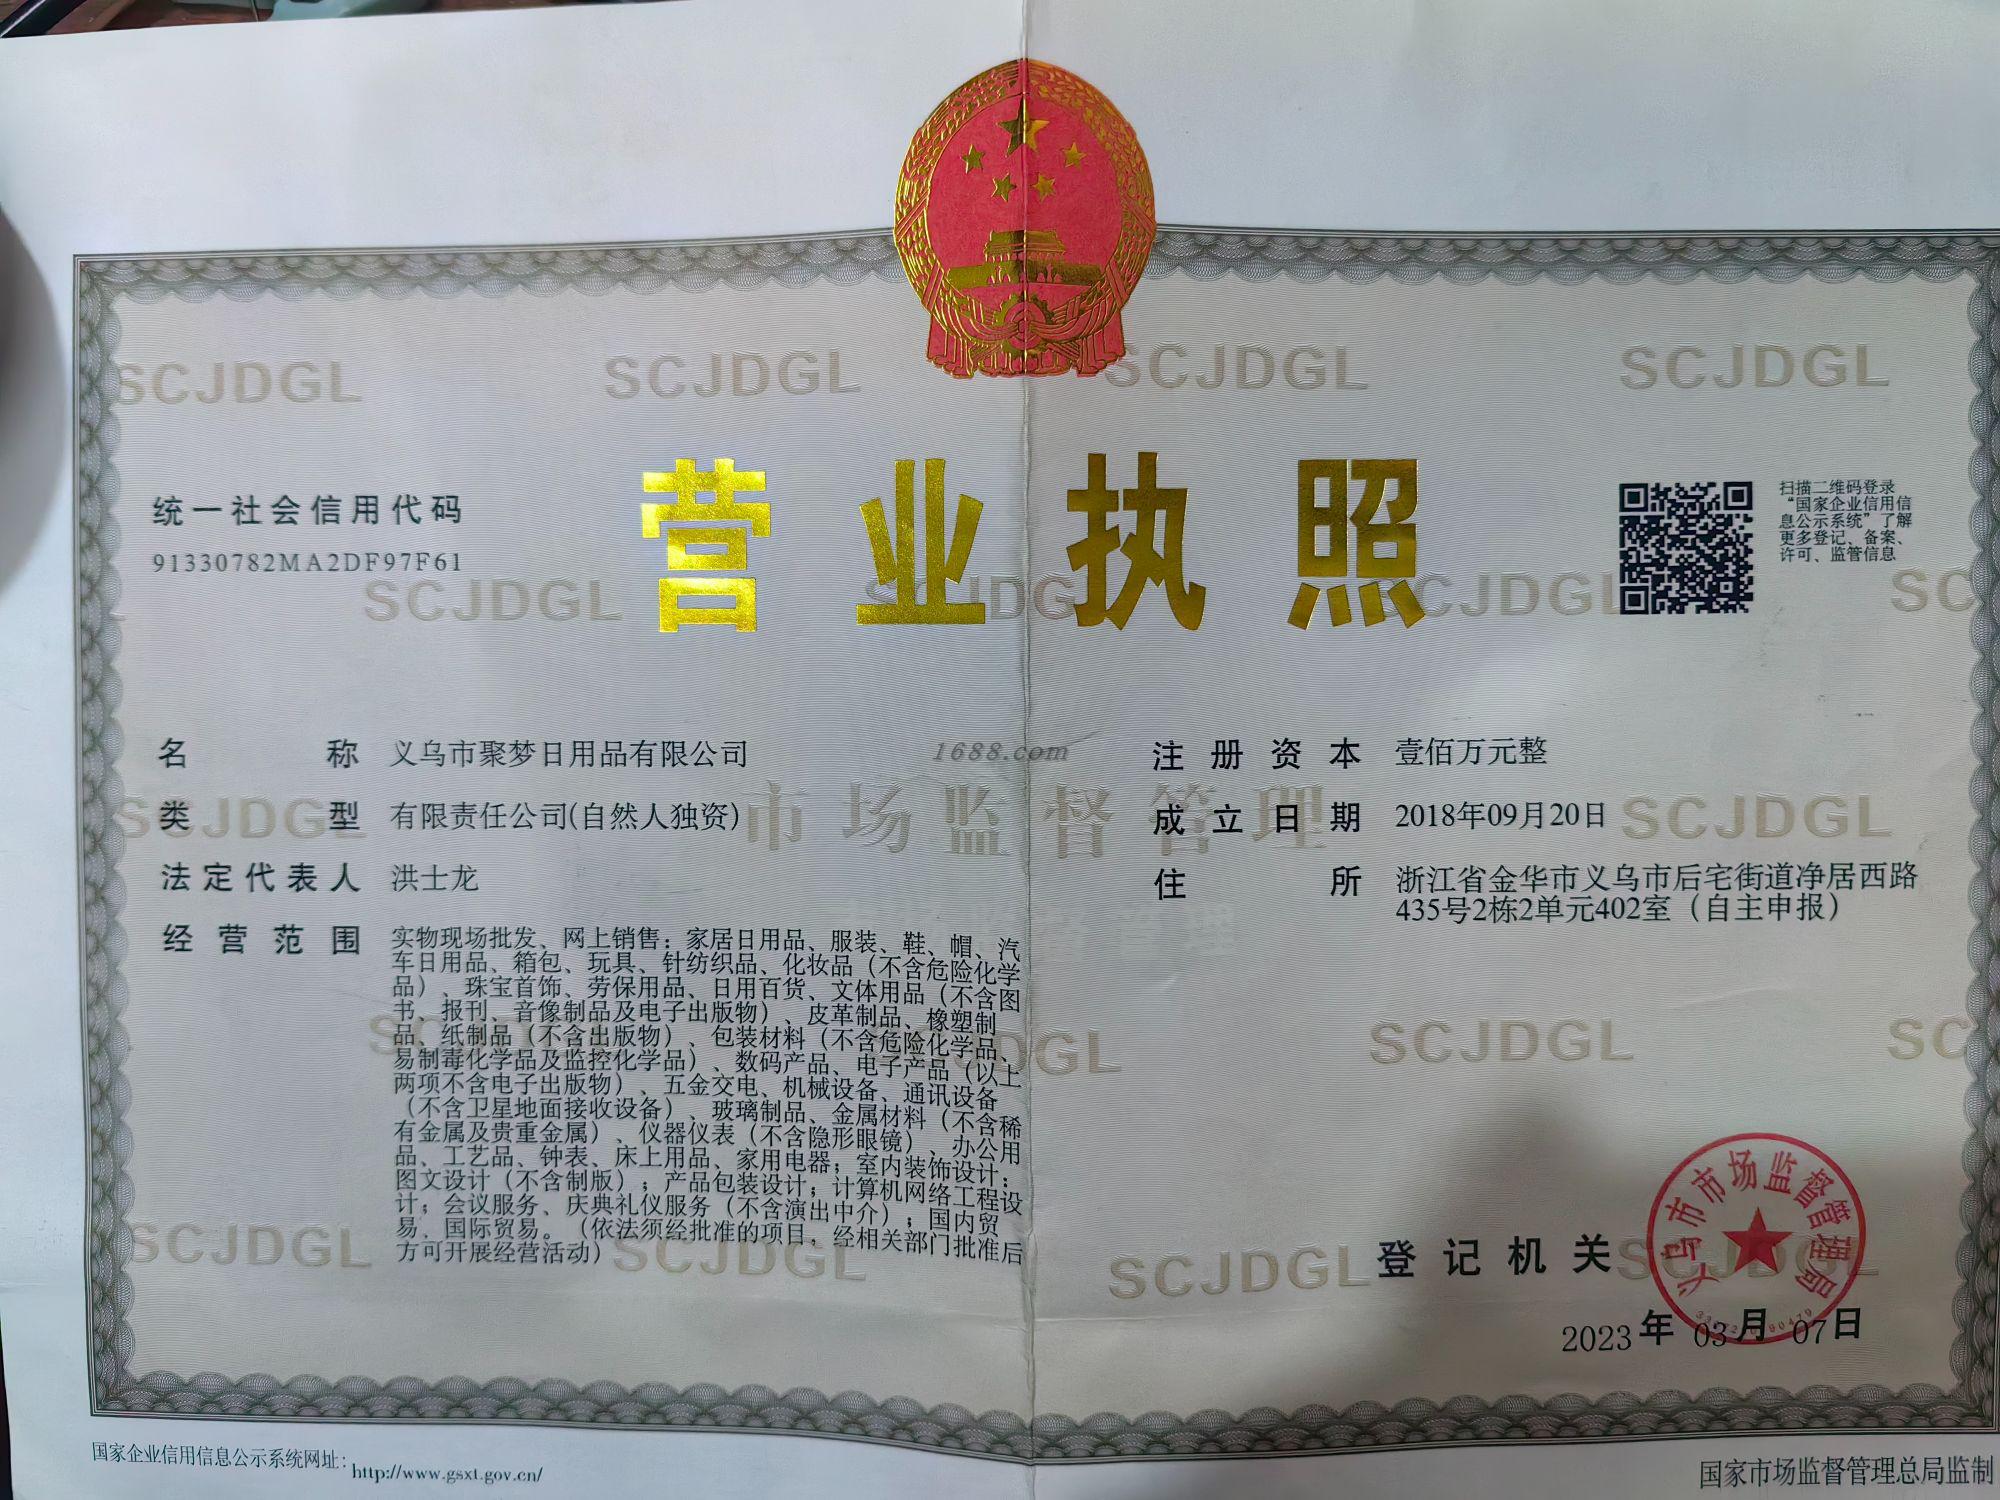 SCJDGL SCJDGL SCJDGL SCJDGL
营业执照
统一社会信用代码
91330782MA2DF97F61
扫描二维码登录
“国家企业信用信
息公示系统”了解
更多登记、备案、
许可、监管信息
SCJDGL SCJDGL SC
1688.com
名称 义乌市聚梦日用品有限公司
类型 有限责任公司(自然人独资)
法定代表人 洪士龙
经营范围 实物现场批发、网上销售：家居日用品、服装、鞋、帽、汽
车日用品、箱包、玩具、针纺织品、化妆品（不含危险化学
品）、珠宝首饰、劳保用品、日用百货、文体用品（不含图
书、报刊、音像制品及电子出版物）、皮革制品、橡塑制
品、纸制品（不含出版物）、包装材料（不含危险化学品、
易制毒化学品及监控化学品）、数码产品、电子产品（以上
两项不含电子出版物）、五金交电、机械设备、通讯设备
（不含卫星地面接收设备）、玻璃制品、金属材料（不含稀
有金属及贵重金属）、仪器仪表（不含隐形眼镜）、办公用
品、工艺品、钟表、床上用品、家用电器；室内装饰设计；
图文设计（不含制版）；产品包装设计；计算机网络工程设
计；会议服务、庆典礼仪服务（不含演出中介）；国内贸
易、国际贸易。（依法须经批准的项目，经相关部门批准后
方可开展经营活动）
注册资本 壹佰万元整
成立日期 2018年09月20日
住所 浙江省金华市义乌市后宅街道净居西路
435号2栋2单元402室（自主申报）
市场监督管理
SCJDGL SCJDGL
SCJDGL SC
SCJDGL SCJDGL SCJDGL
登记机关
义乌市市场监督管理局
2023年03月07日
国家企业信用信息公示系统网址：http://www.gsxt.gov.cn/
国家市场监督管理总局监制